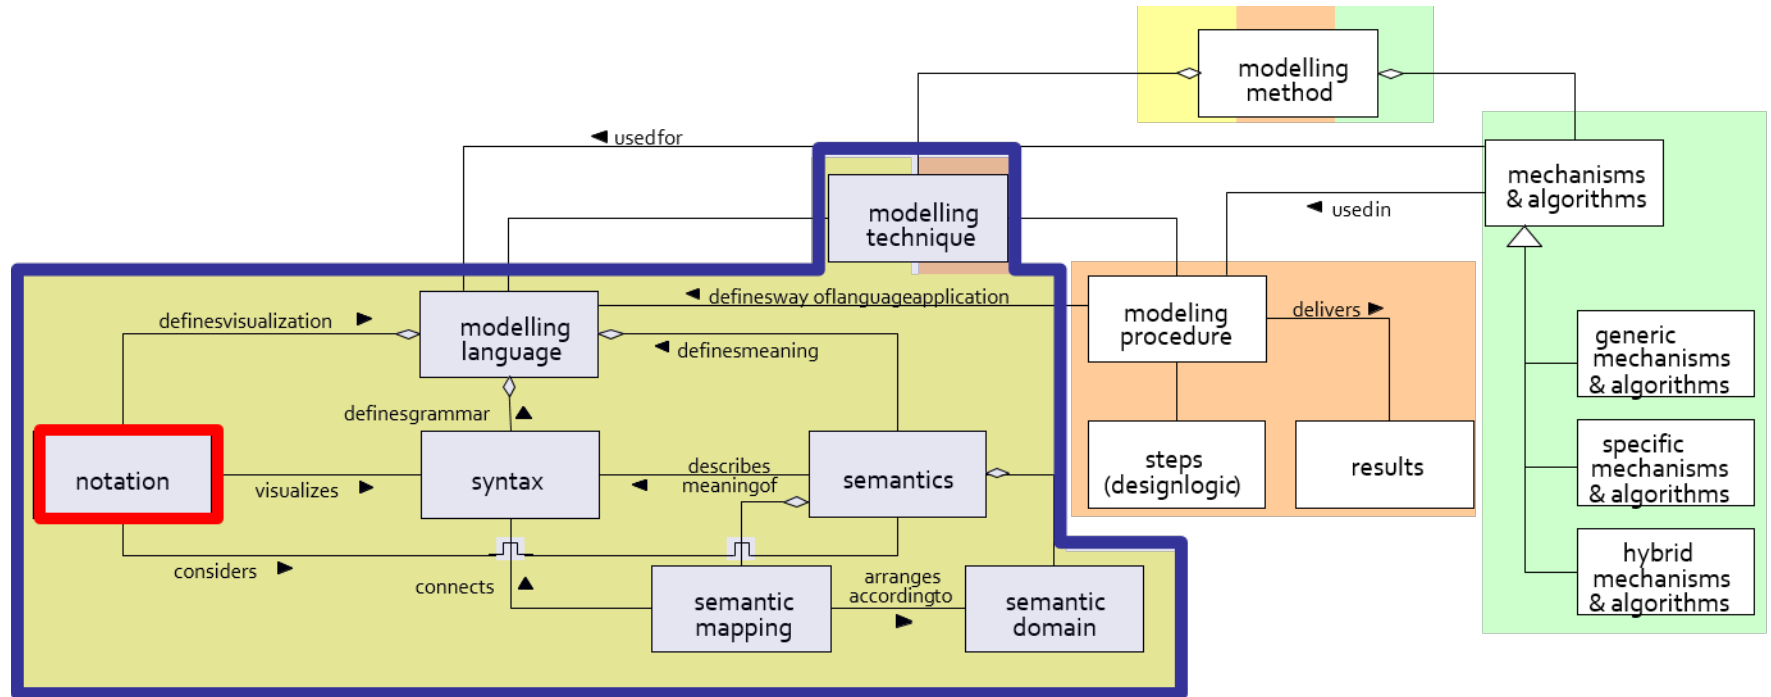 modelling
method
usedfor
mechanisms
& algorithms
modelling
technique
usedin
definesway oflanguageapplication
modeling
procedure
delivers
definesvisualization
modelling
language
definesmeaning
generic
mechanisms
& algorithms
definesgrammar
notation
visualizes
syntax
describes
meaningof
semantics
steps
(designlogic)
results
specific
mechanisms
& algorithms
considers
connects
semantic
mapping
arranges
accordingto
semantic
domain
hybrid
mechanisms
& algorithms